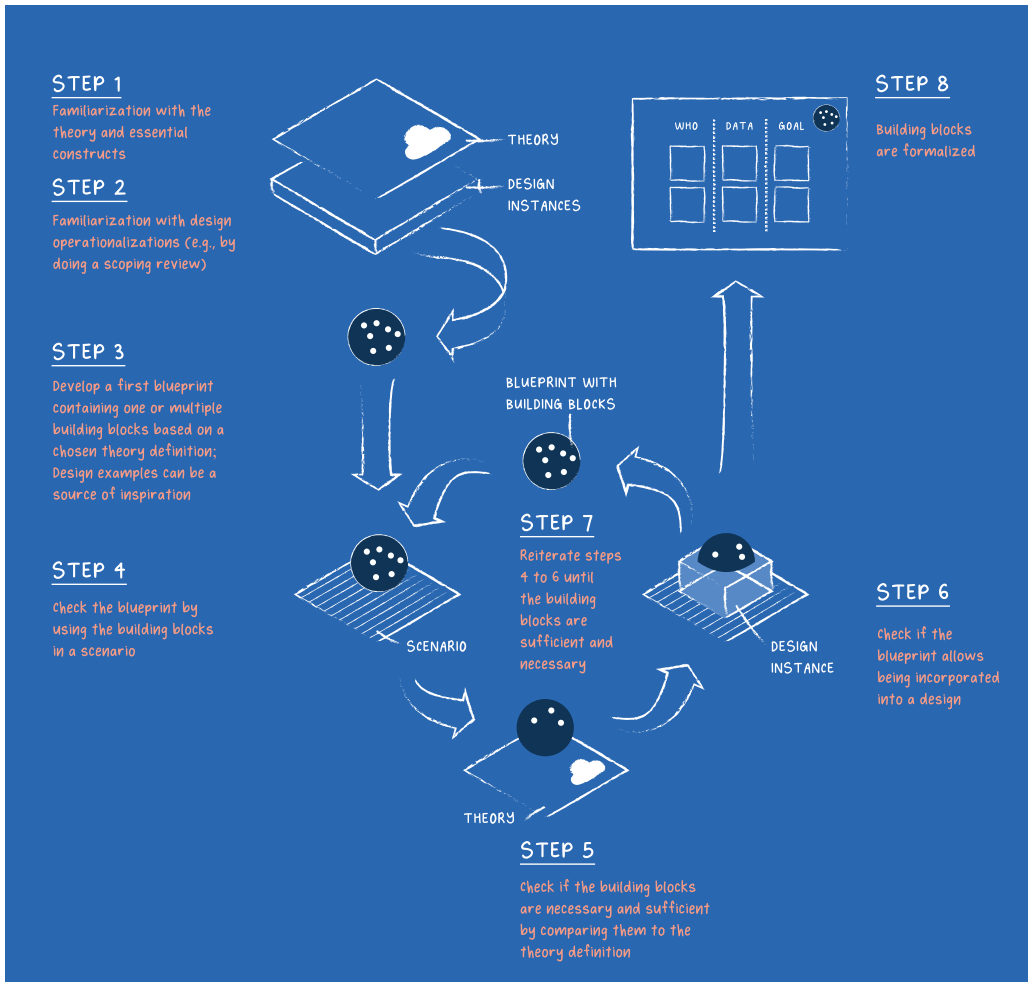 STEP 1
Familiarization with the
theory and essential
constructs
STEP 2
Familiarization with design
operationalizations (e.g., by
doing a scoping review)
THEORY
DESIGN
INSTANCES
WHO DATA GOAL
STEP 8
Building blocks
are formalized
STEP 3
Develop a first blueprint
containing one or multiple
building blocks based on a
chosen theory definition;
Design examples can be a
source of inspiration
BLUEPRINT WITH
BUILDING BLOCKS
STEP 4
Check the blueprint by
using the building blocks
in a scenario
SCENARIO
STEP 7
Reiterate steps
4 to 6 until
the building
blocks are
sufficient and
necessary
DESIGN
INSTANCE
STEP 6
Check if the
blueprint allows
being incorporated
into a design
THEORY
STEP 5
Check if the building blocks
are necessary and sufficient
by comparing them to the
theory definition